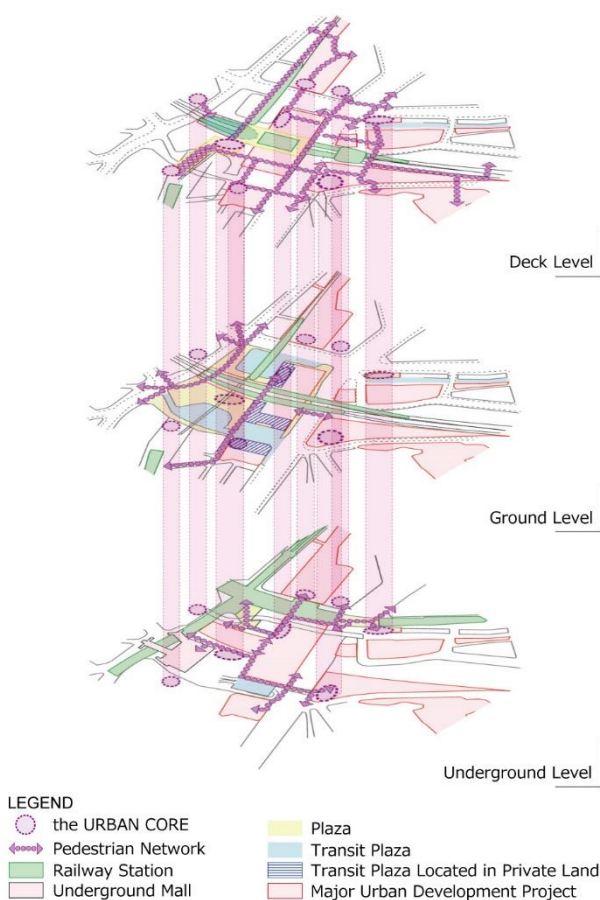 Deck Level
Ground Level
Underground Level
LEGEND
the URBAN CORE
Pedestrian Network
Railway Station
Underground Mall
Plaza
Transit Plaza
Transit Plaza Located in Private Land
Major Urban Development Project